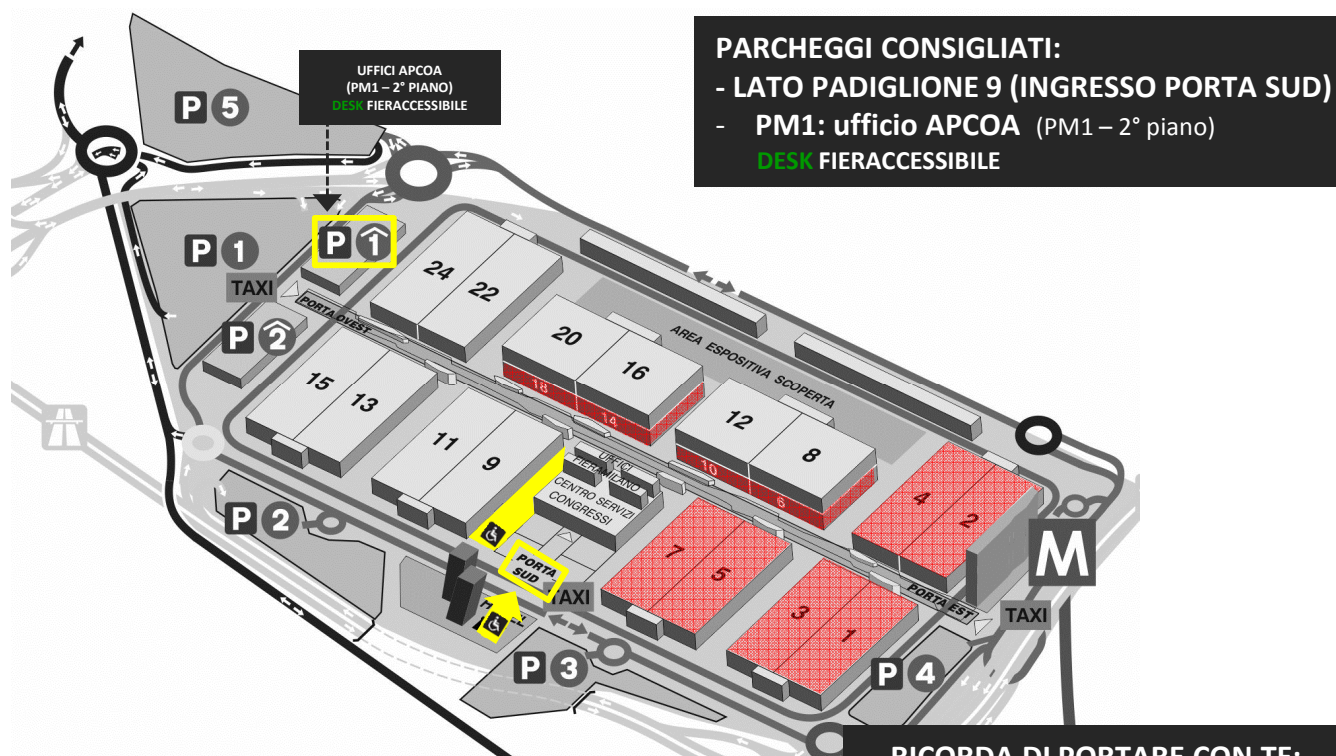 PARCHEGGI CONSIGLIATI:
- LATO PADIGLIONE 9 (INGRESSO PORTA SUD)
- PM1: ufficio APCOA (PM1 – 2° piano)
DESK FIERACCESSIBILE
UFFICI APCOA
(PM1 – 2° PIANO)
DESK FIERACCESSIBILE
P 5
P 1
P 1
TAXI
PORTA OVEST
P 2
24
22
20
16
18
14
AREA ESPOSITIVA SCOPERTA
12
8
10
6
4
2
15
13
11
9
UFFICI
FIERAMILANO
CENTRO SERVIZI
CONGRESSI
7
5
3
1
M
PORTA EST
TAXI
P 2
PORTA
SUD
TAXI
P 3
P 4
RICORDA DI PORTARE CON TE: